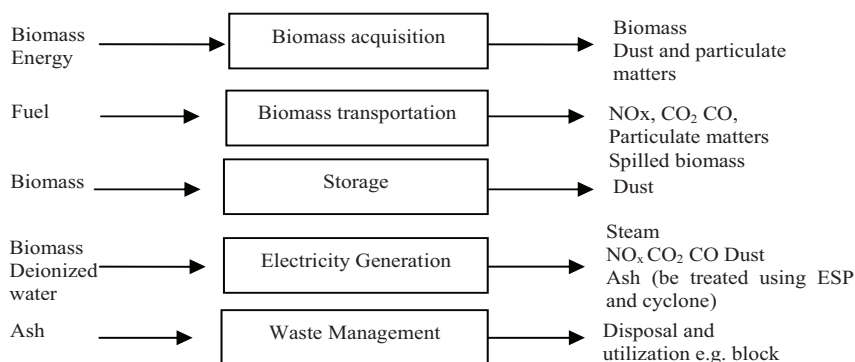 Biomass
Energy
Biomass acquisition
Biomass
Dust and particulate
matters
Fuel
Biomass transportation
NOx, CO₂ CO,
Particulate matters
Spilled biomass
Biomass
Storage
Dust
Biomass
Deionized
water
Electricity Generation
Steam
NOₓ CO₂ CO Dust
Ash (be treated using ESP
and cyclone)
Ash
Waste Management
Disposal and
utilization e.g. block